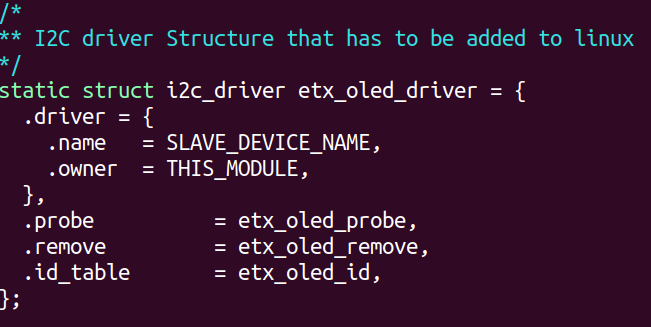 /*
** I2C driver Structure that has to be added to linux
*/
static struct i2c_driver etx_oled_driver = {
  .driver = {
    .name   = SLAVE_DEVICE_NAME,
    .owner  = THIS_MODULE,
  },
  .probe          = etx_oled_probe,
  .remove         = etx_oled_remove,
  .id_table       = etx_oled_id,
};